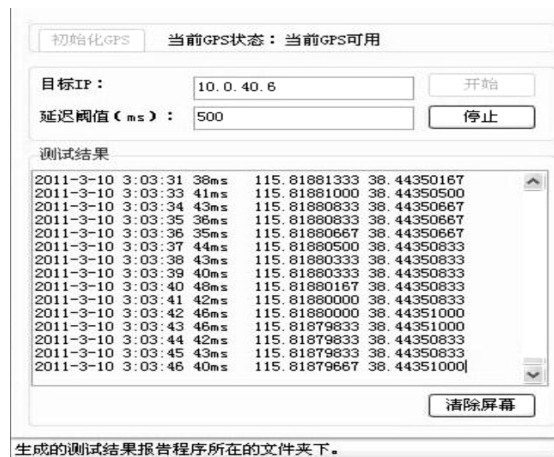 初始化GPS 当前GPS状态：当前GPS可用
目标IP： 10.0.40.6 开始
延迟阈值(ms)： 500 停止
测试结果
2011-3-10 3:03:31 38ms 115.81881333 38.44350167
2011-3-10 3:03:33 41ms 115.81881000 38.44350500
2011-3-10 3:03:34 43ms 115.81880833 38.44350667
2011-3-10 3:03:35 36ms 115.81880833 38.44350667
2011-3-10 3:03:36 35ms 115.81880667 38.44350667
2011-3-10 3:03:37 44ms 115.81880500 38.44350833
2011-3-10 3:03:38 43ms 115.81880333 38.44350833
2011-3-10 3:03:39 40ms 115.81880333 38.44350833
2011-3-10 3:03:40 48ms 115.81880167 38.44350833
2011-3-10 3:03:41 42ms 115.81880000 38.44350833
2011-3-10 3:03:42 46ms 115.81880000 38.44351000
2011-3-10 3:03:43 46ms 115.81879833 38.44351000
2011-3-10 3:03:44 42ms 115.81879833 38.44350833
2011-3-10 3:03:45 43ms 115.81879833 38.44350833
2011-3-10 3:03:46 40ms 115.81879667 38.44351000
清除屏幕
生成的测试结果报告程序所在的文件夹下。